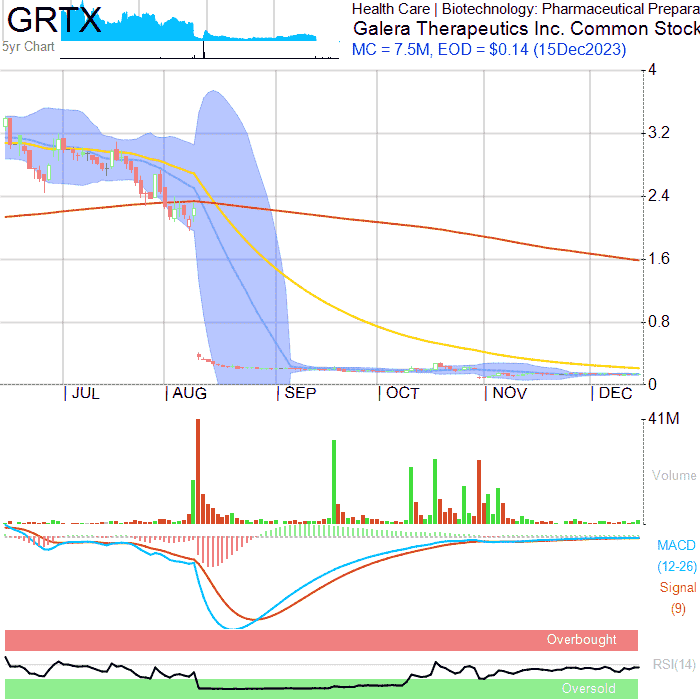 GRTX
Health Care | Biotechnology: Pharmaceutical Prepara
Galera Therapeutics Inc. Common Stock
5yr Chart
MC = 7.5M, EOD = $0.14 (15Dec2023)
4
3.2
2.4
1.6
0.8
0
JUL AUG SEP OCT NOV DEC
41M
Volume
MACD
(12-26)
Signal
(9)
Overbought
RSI(14)
Oversold